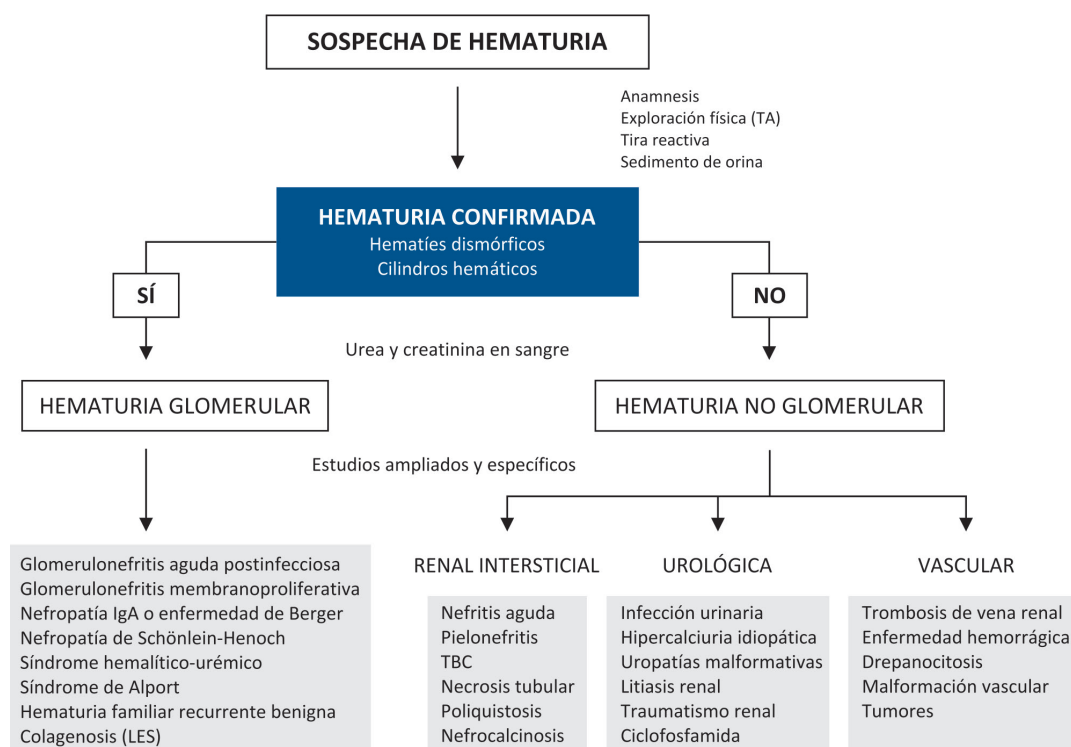 SOSPECHA DE HEMATURIA
Anamnesis
Exploración física (TA)
Tira reactiva
Sedimento de orina
HEMATURIA CONFIRMADA
Hematíes dismórficos
Cilindros hemáticos
SÍ
NO
Urea y creatinina en sangre
HEMATURIA GLOMERULAR
HEMATURIA NO GLOMERULAR
Estudios ampliados y específicos
Glomerulonefritis aguda postinfecciosa
Glomerulonefritis membranoproliferativa
Nefropatía IgA o enfermedad de Berger
Nefropatía de Schönlein-Henoch
Síndrome hemalítico-urémico
Síndrome de Alport
Hematuria familiar recurrente benigna
Colagenosis (LES)
RENAL INTERSTICIAL
Nefritis aguda
Pielonefritis
TBC
Necrosis tubular
Poliquistosis
Nefrocalcinosis
UROLÓGICA
Infección urinaria
Hipercalciuria idiopática
Uropatías malformativas
Litiasis renal
Traumatismo renal
Ciclofosfamida
VASCULAR
Trombosis de vena renal
Enfermedad hemorrágica
Drepanocitosis
Malformación vascular
Tumores